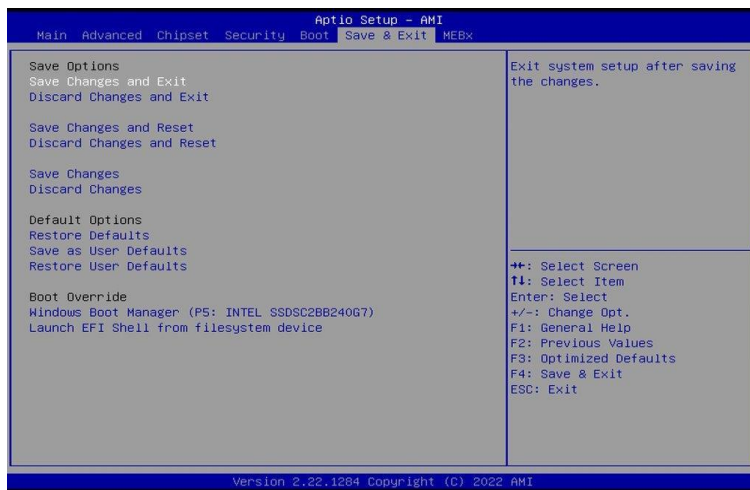 Aptio Setup – AMI
Main Advanced Chipset Security Boot Save & Exit MEBx
Save Options
Save Changes and Exit
Discard Changes and Exit
Save Changes and Reset
Discard Changes and Reset
Save Changes
Discard Changes
Default Options
Restore Defaults
Save as User Defaults
Restore User Defaults
Boot Override
Windows Boot Manager (P5: INTEL SSDSC2BB240G7)
Launch EFI Shell from filesystem device
Exit system setup after saving
the changes.
→←: Select Screen
↑↓: Select Item
Enter: Select
+/-: Change Opt.
F1: General Help
F2: Previous Values
F3: Optimized Defaults
F4: Save & Exit
ESC: Exit
Version 2.22.1284 Copyright (C) 2022 AMI